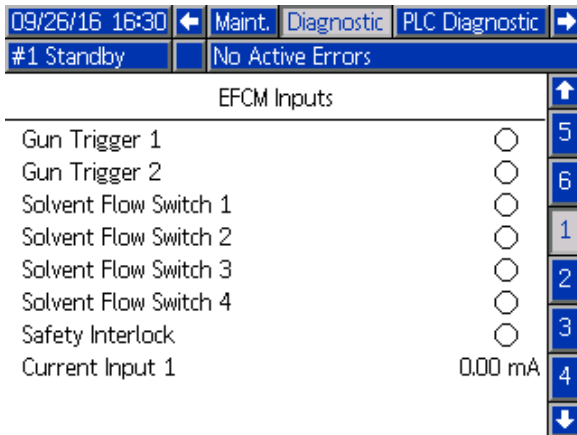 09/26/16 16:30 Maint. Diagnostic PLC Diagnostic
#1 Standby No Active Errors
EFCM Inputs
Gun Trigger 1
Gun Trigger 2
Solvent Flow Switch 1
Solvent Flow Switch 2
Solvent Flow Switch 3
Solvent Flow Switch 4
Safety Interlock
Current Input 1 0.00 mA
5
6
1
2
3
4